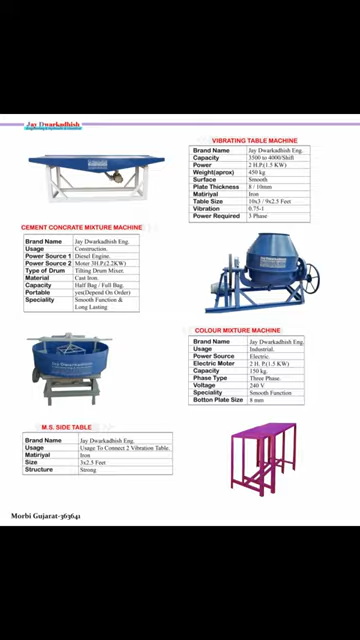 Jay Dwarkadhish
VIBRATING TABLE MACHINE
Brand Name Jay Dwarkadhish Eng.
Capacity 3500 to 4000/Shift
Power 2 H.P.(1.5 KW)
Weight(aprox) 450 kg
Surface Smooth
Plate Thickness 8 / 10mm
Matiriyal Iron
Table Size 10x3 / 9x2.5 Feet
Vibration 0.75-1
Power Required 3 Phase
CEMENT CONCRATE MIXTURE MACHINE
Brand Name Jay Dwarkadhish Eng.
Usage Construction.
Power Source 1 Diesel Engine.
Power Source 2 Moter 3H.P.(2.2KW)
Type of Drum Tilting Drum Mixer.
Material Cast Iron.
Capacity Half Bag / Full Bag.
Portable yes(Depend On Order)
Speciality Smooth Function &
Long Lasting
COLOUR MIXTURE MACHINE
Brand Name Jay Dwarkadhish Eng.
Usage Industrial.
Power Source Electric.
Electric Motor 2 H. P.(1.5 KW)
Capacity 150 kg.
Phase Type Three Phase.
Voltage 240 V
Speciality Smooth Function
Botton Plate Size 8 mm
Jay Dwarkadhish
M.S. SIDE TABLE
Brand Name Jay Dwarkadhish Eng.
Usage Usage To Connect 2 Vibration Table.
Matiriyal Iron
Size 3x2.5 Feet
Structure Strong
Morbi Gujarat-363641